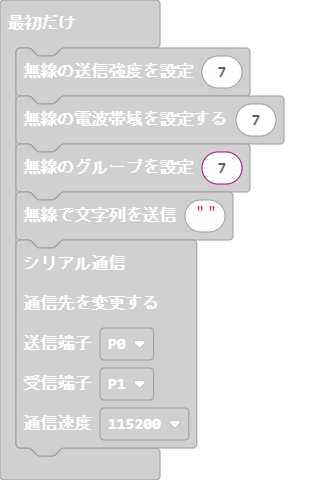 最初だけ
無線の送信強度を設定 7
無線の電波帯域を設定する 7
無線のグループを設定 7
無線で文字列を送信 " "
シリアル通信
通信先を変更する
送信端子 P0
受信端子 P1
通信速度 115200